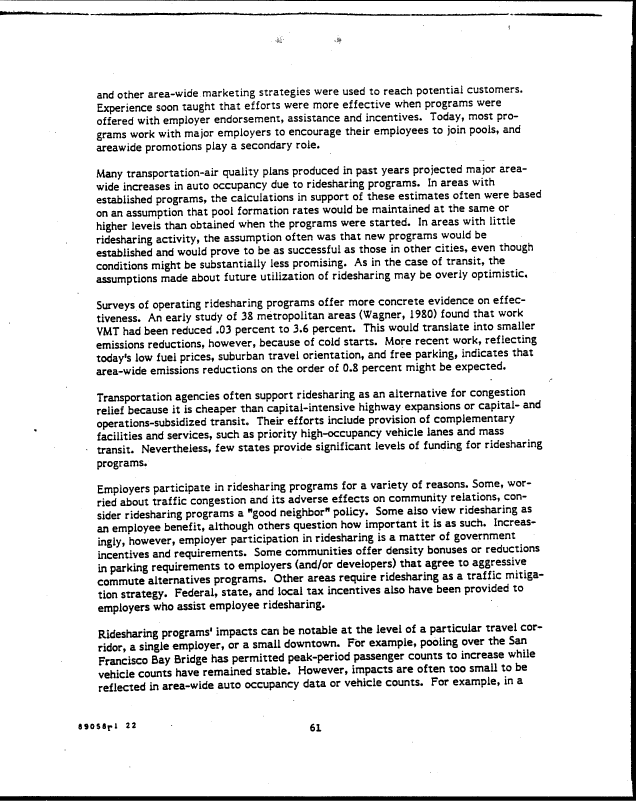 and other area-wide marketing strategies were used to reach potential customers.
Experience soon taught that efforts were more effective when programs were
offered with employer endorsement, assistance and incentives. Today, most pro-
grams work with major employers to encourage their employees to join pools, and
areawide promotions play a secondary role.
Many transportation-air quality plans produced in past years projected major area-
wide increases in auto occupancy due to ridesharing programs. In areas with
established programs, the calculations in support of these estimates often were based
on an assumption that pool formation rates would be maintained at the same or
higher levels than obtained when the programs were started. In areas with little
ridesharing activity, the assumption often was that new programs would be
established and would prove to be as successful as those in other cities, even though
conditions might be substantially less promising. As in the case of transit, the
assumptions made about future utilization of ridesharing may be overly optimistic.
Surveys of operating ridesharing programs offer more concrete evidence on effec-
tiveness. An early study of 38 metropolitan areas (Wagner, 1980) found that work
VMT had been reduced .03 percent to 3.6 percent. This would translate into smaller
emissions reductions, however, because of cold starts. More recent work, reflecting
today's low fuel prices, suburban travel orientation, and free parking, indicates that
area-wide emissions reductions on the order of 0.8 percent might be expected.
Transportation agencies often support ridesharing as an alternative for congestion
relief because it is cheaper than capital-intensive highway expansions or capital- and
operations-subsidized transit. Their efforts include provision of complementary
facilities and services, such as priority high-occupancy vehicle lanes and mass
transit. Nevertheless, few states provide significant levels of funding for ridesharing
programs.
Employers participate in ridesharing programs for a variety of reasons. Some, wor-
ried about traffic congestion and its adverse effects on community relations, con-
sider ridesharing programs a "good neighbor" policy. Some also view ridesharing as
an employee benefit, although others question how important it is as such. Increas-
ingly, however, employer participation in ridesharing is a matter of government
incentives and requirements. Some communities offer density bonuses or reductions
in parking requirements to employers (and/or developers) that agree to aggressive
commute alternatives programs. Other areas require ridesharing as a traffic mitiga-
tion strategy. Federal, state, and local tax incentives also have been provided to
employers who assist employee ridesharing.
Ridesharing programs' impacts can be notable at the level of a particular travel cor-
ridor, a single employer, or a small downtown. For example, pooling over the San
Francisco Bay Bridge has permitted peak-period passenger counts to increase while
vehicle counts have remained stable. However, impacts are often too small to be
reflected in area-wide auto occupancy data or vehicle counts. For example, in a
89058r1 22
61